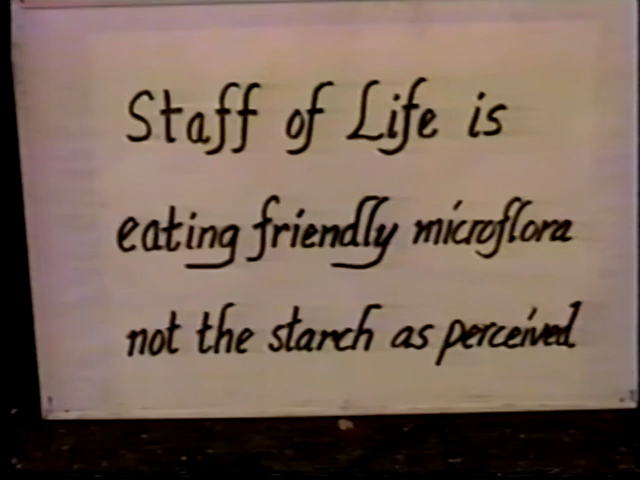 Staff of Life is
eating friendly microflora
not the starch as perceived